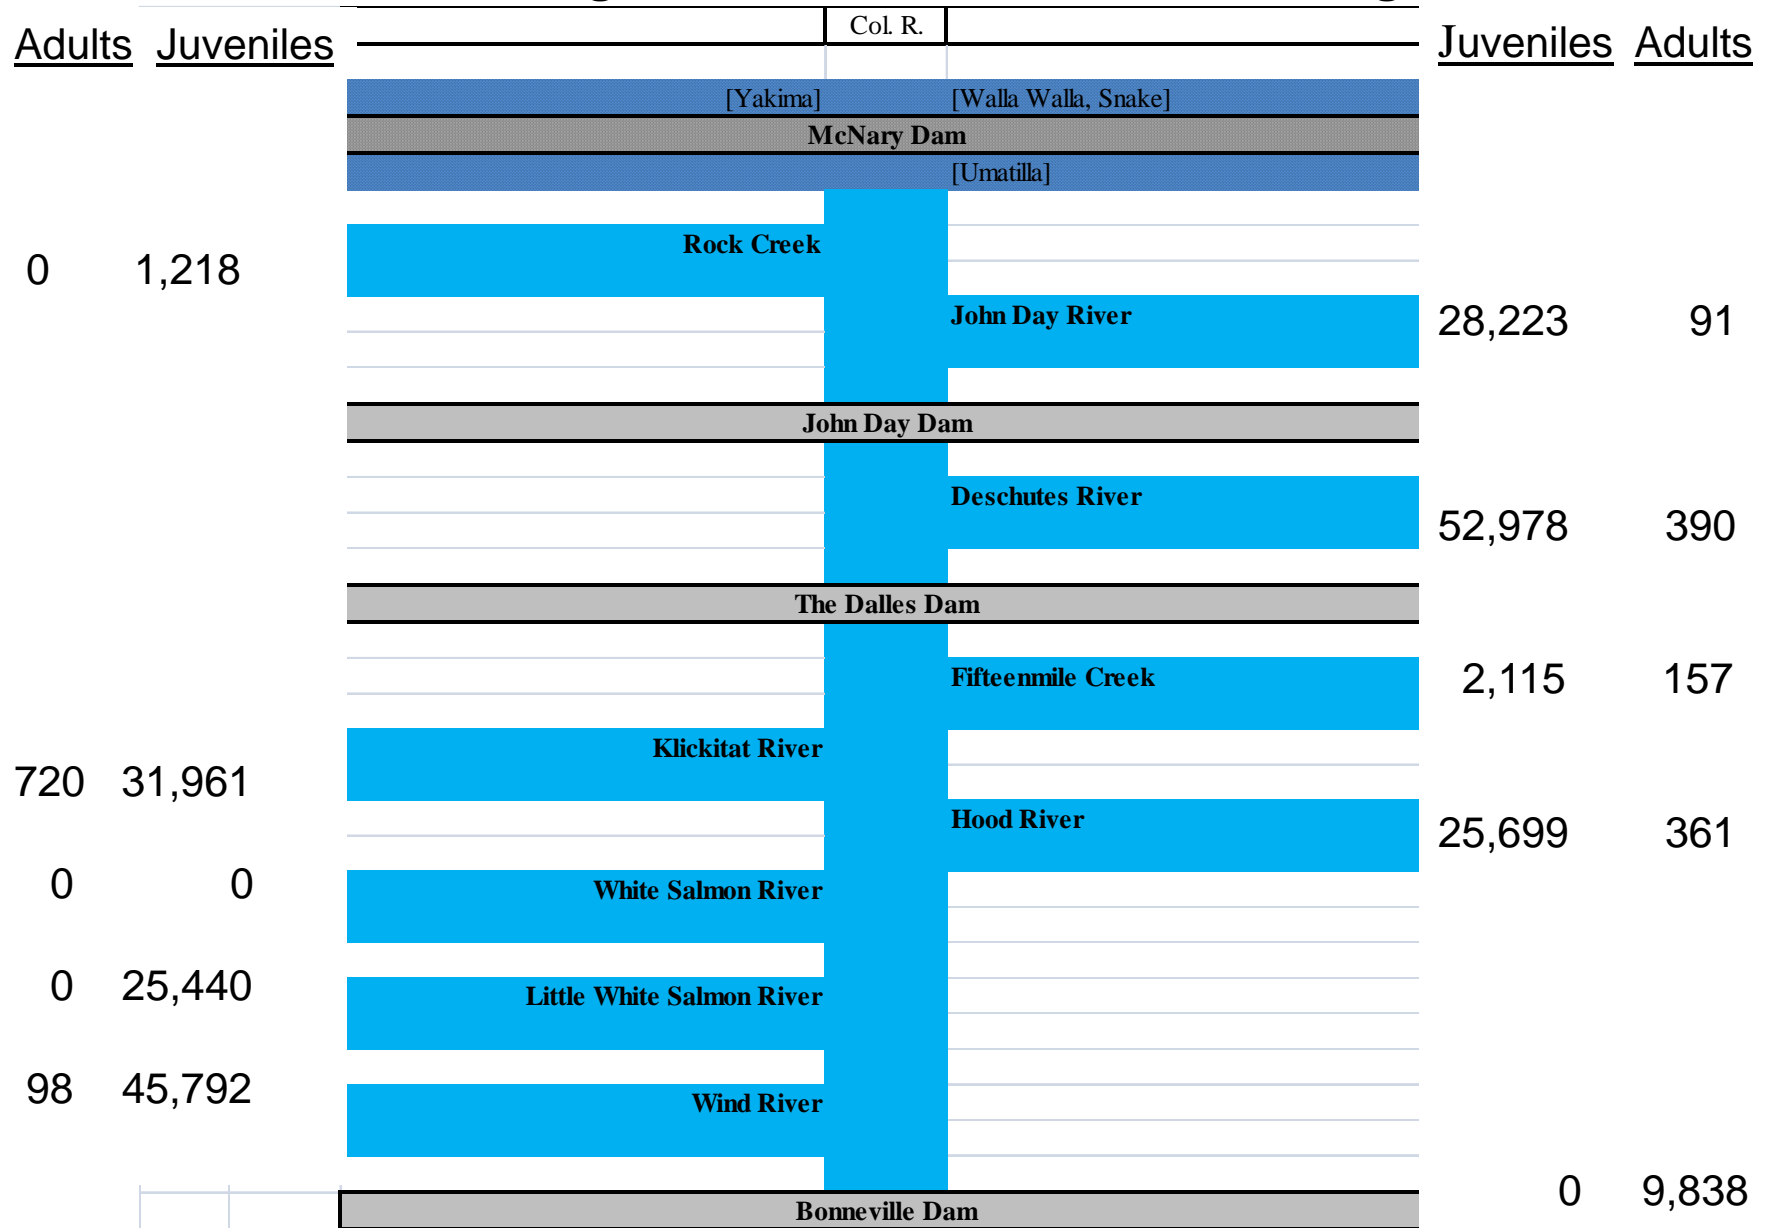 Col. R.
Adults Juveniles
Juveniles Adults
[Yakima] [Walla Walla, Snake]
McNary Dam
[Umatilla]
Rock Creek
0 1,218
John Day River
28,223 91
John Day Dam
Deschutes River
52,978 390
The Dalles Dam
Fifteenmile Creek
2,115 157
Klickitat River
720 31,961
Hood River
25,699 361
0 0
White Salmon River
0 25,440
Little White Salmon River
98 45,792
Wind River
0 9,838
Bonneville Dam